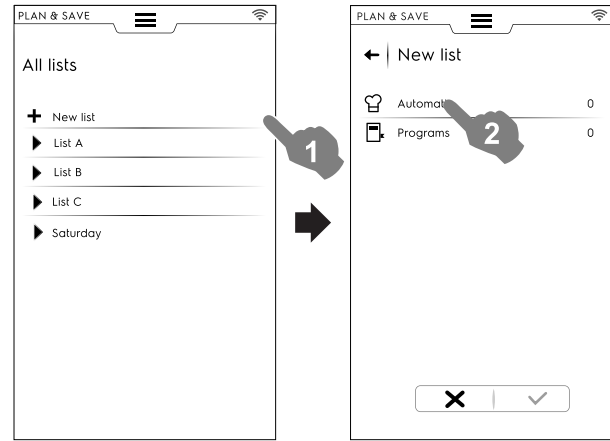 PLAN & SAVE
All lists
New list
List A
List B
List C
Saturday
1
PLAN & SAVE
New list
0
Programs
0
2